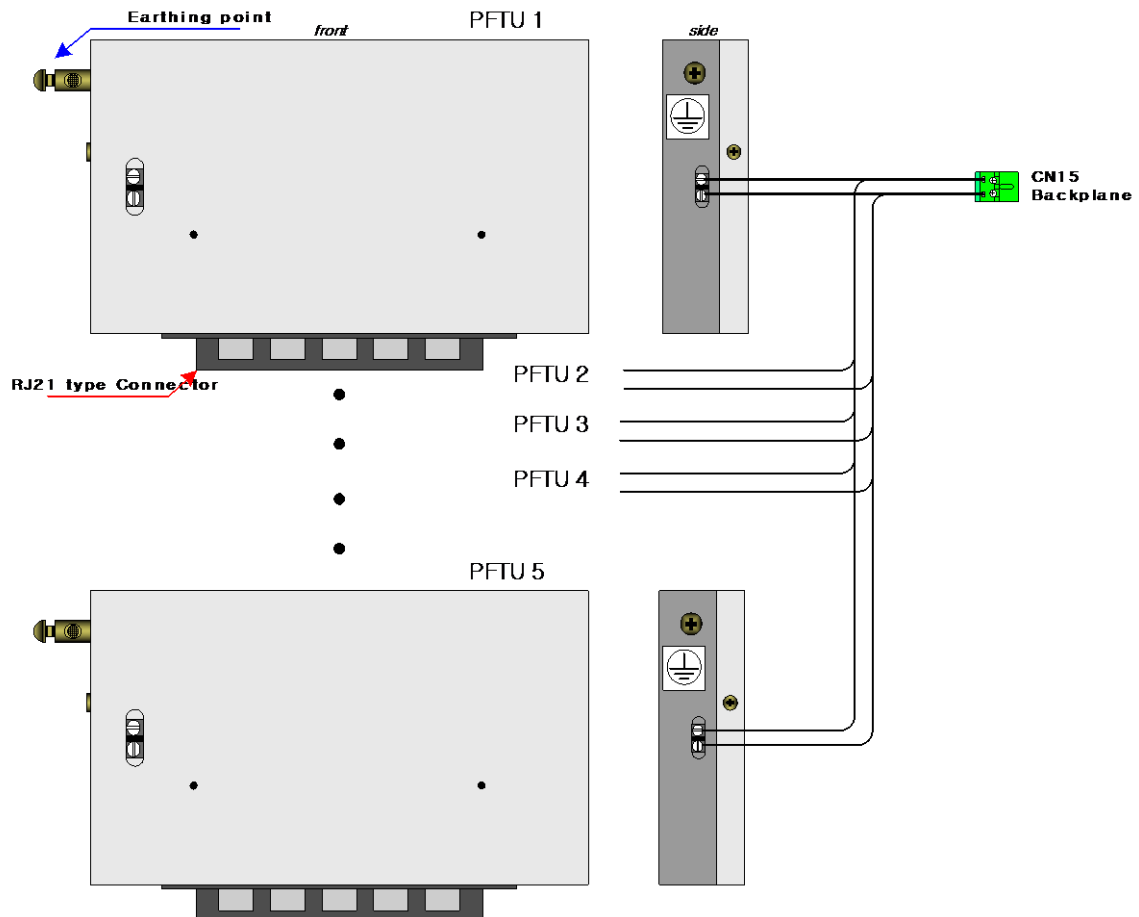 Earthing point
front
PFTU 1
side
CN15
Backplane
RJ21 type Connector
PFTU 2
PFTU 3
PFTU 4
PFTU 5